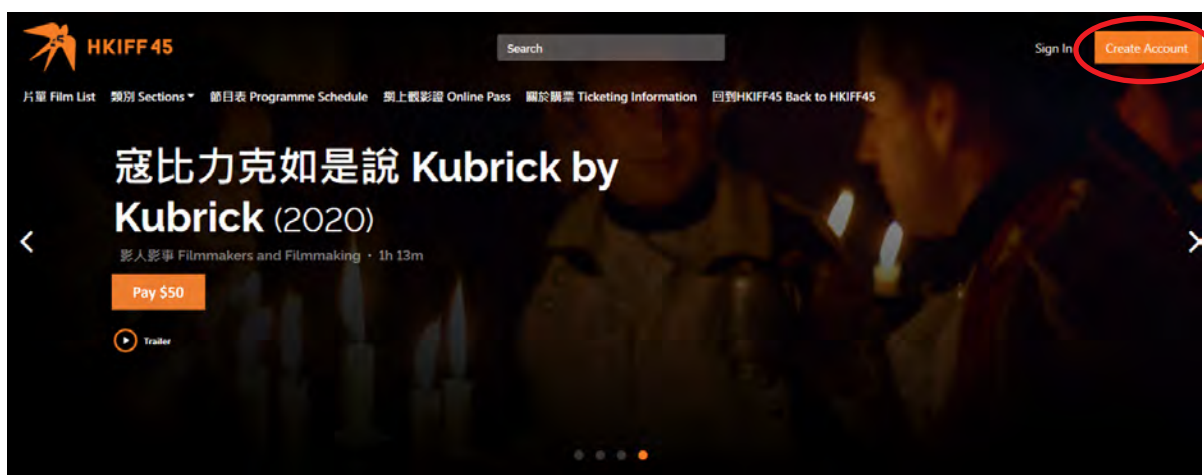 HKIFF 45
Search
Sign In
Create Account
片單 Film List 類別 Sections 節目表 Programme Schedule 網上觀影證 Online Pass 關於購票 Ticketing Information 回到HKIFF45 Back to HKIFF45
寇比力克如是說 Kubrick by
Kubrick (2020)
影人影事 Filmmakers and Filmmaking • 1h 13m
Pay $50
Trailer